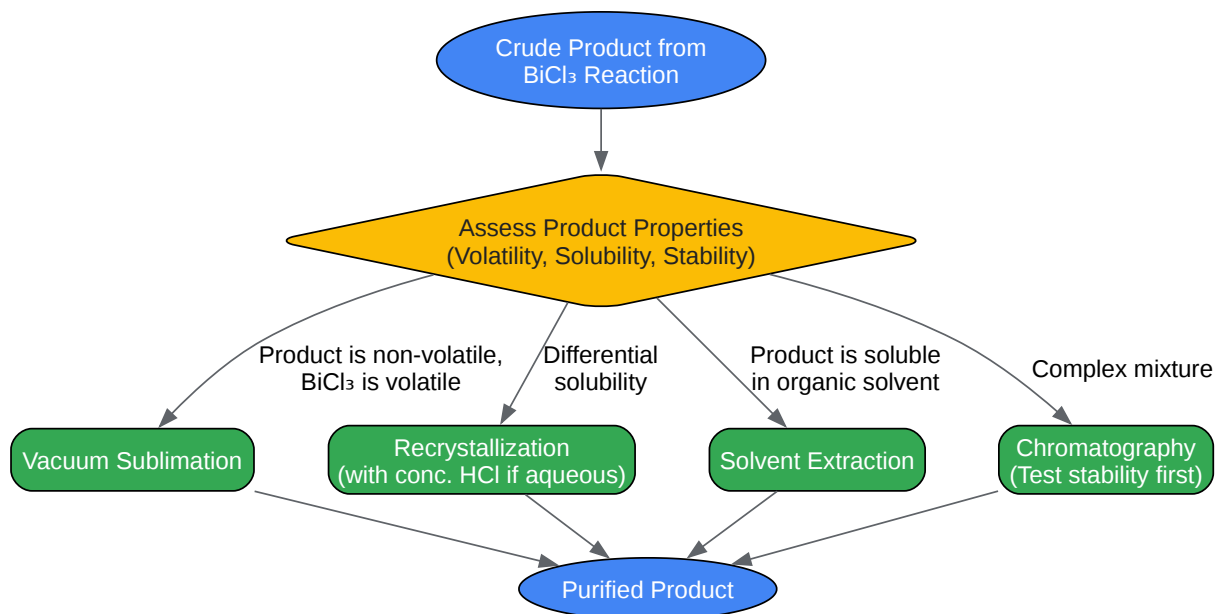 Crude Product from
BiCl₃ Reaction
Assess Product Properties
(Volatility, Solubility, Stability)
Product is non-volatile,
BiCl₃ is volatile
Differential
solubility
Product is soluble
in organic solvent
Complex mixture
Vacuum Sublimation
Recrystallization
(with conc. HCl if aqueous)
Solvent Extraction
Chromatography
(Test stability first)
Purified Product